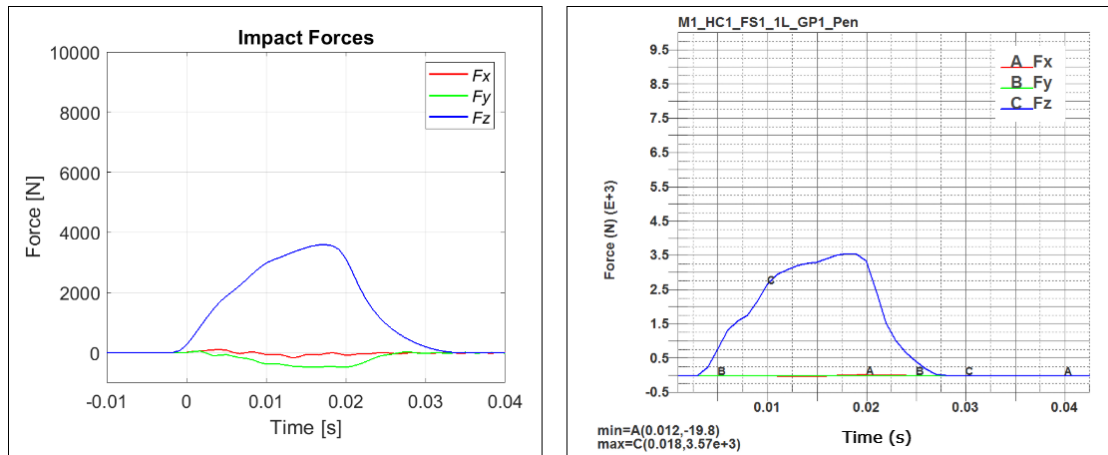 Impact Forces
10000
8000
6000
4000
2000
0
Force [N]
Fx
Fy
Fz
-0.01 0 0.01 0.02 0.03 0.04
Time [s]
M1_HC1_FS1_1L_GP1_Pen
9.5
8.5
7.5
6.5
5.5
4.5
3.5
2.5
1.5
0.5
-0.5
Force (N) (E+3)
A Fx
B Fy
C Fz
C
B A B C A
0.01 0.02 0.03 0.04
min=A(0.012,-19.8)
max=C(0.018,3.57e+3)
Time (s)